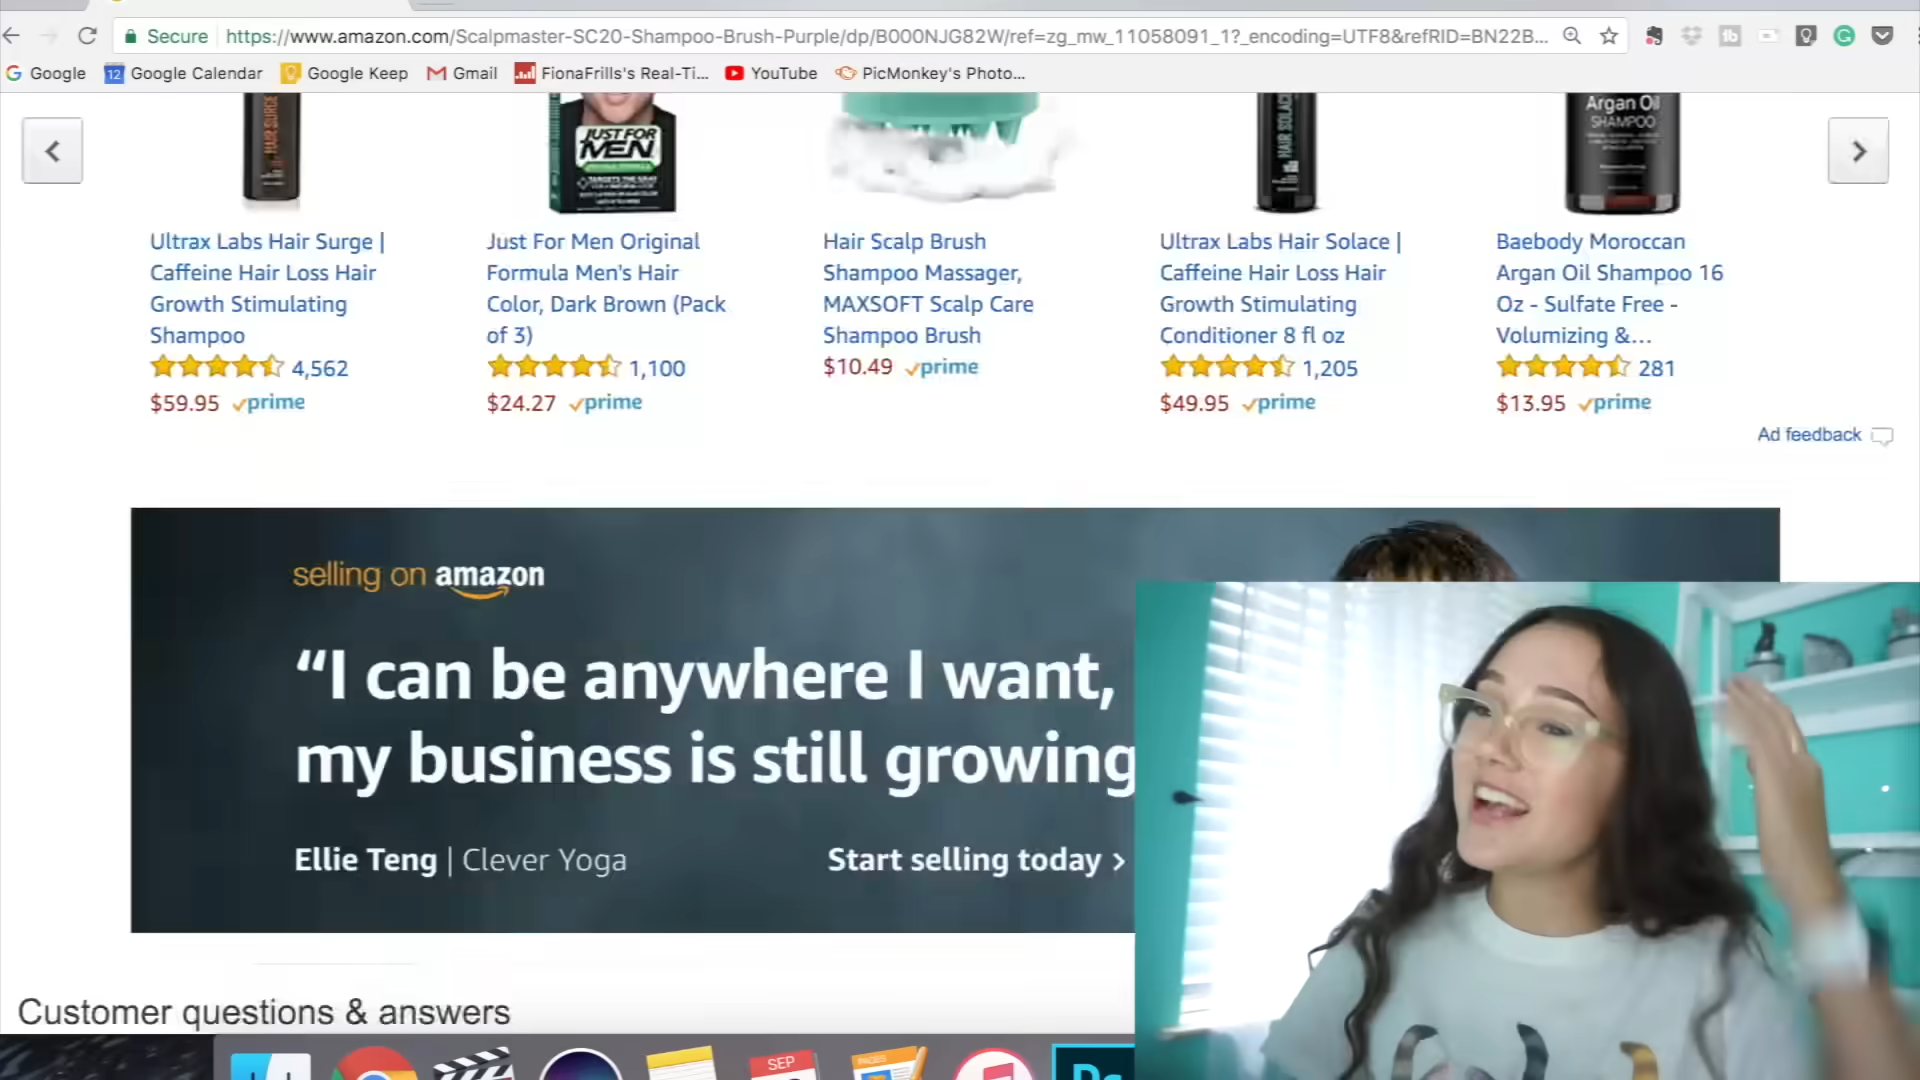 Secure https://www.amazon.com/Scalpmaster-SC20-Shampoo-Brush-Purple/dp/B000NJG82W/ref=zg_mw_11058091_1?_encoding=UTF8&refRID=BN22B...
Google 12 Google Calendar Google Keep Gmail FionaFrills's Real-Ti... YouTube PicMonkey's Photo...
HAIR SURGE
JUST FOR
MEN
HAIR SOLACE
Argan Oil
SHAMPOO
Ultrax Labs Hair Surge |
Caffeine Hair Loss Hair
Growth Stimulating
Shampoo
4,562
$59.95 prime
Just For Men Original
Formula Men's Hair
Color, Dark Brown (Pack
of 3)
1,100
$24.27 prime
Hair Scalp Brush
Shampoo Massager,
MAXSOFT Scalp Care
Shampoo Brush
$10.49 prime
Ultrax Labs Hair Solace |
Caffeine Hair Loss Hair
Growth Stimulating
Conditioner 8 fl oz
1,205
$49.95 prime
Baebody Moroccan
Argan Oil Shampoo 16
Oz - Sulfate Free -
Volumizing &...
281
$13.95 prime
Ad feedback
selling on amazon
“I can be anywhere I want,
my business is still growing
Ellie Teng | Clever Yoga
Start selling today ›
Customer questions & answers
SEP
PAGES
Ps